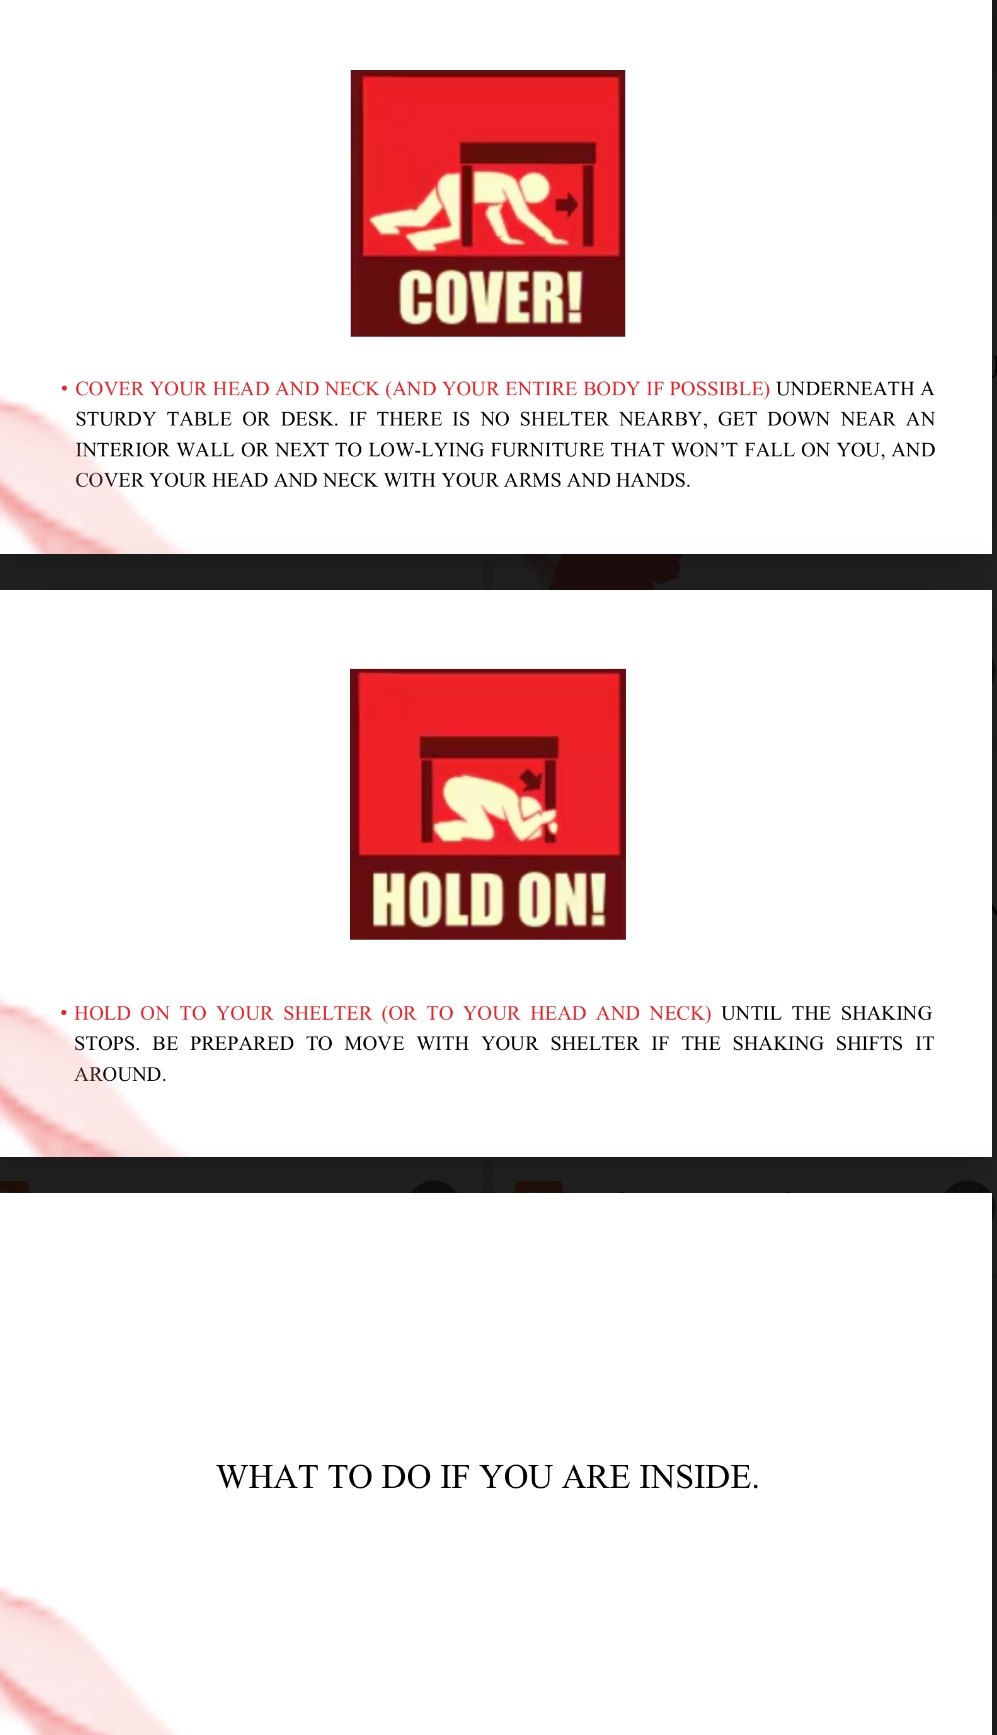 COVER!
• COVER YOUR HEAD AND NECK (AND YOUR ENTIRE BODY IF POSSIBLE) UNDERNEATH A
STURDY TABLE OR DESK. IF THERE IS NO SHELTER NEARBY, GET DOWN NEAR AN
INTERIOR WALL OR NEXT TO LOW-LYING FURNITURE THAT WON’T FALL ON YOU, AND
COVER YOUR HEAD AND NECK WITH YOUR ARMS AND HANDS.
HOLD ON!
• HOLD ON TO YOUR SHELTER (OR TO YOUR HEAD AND NECK) UNTIL THE SHAKING
STOPS. BE PREPARED TO MOVE WITH YOUR SHELTER IF THE SHAKING SHIFTS IT
AROUND.
WHAT TO DO IF YOU ARE INSIDE.